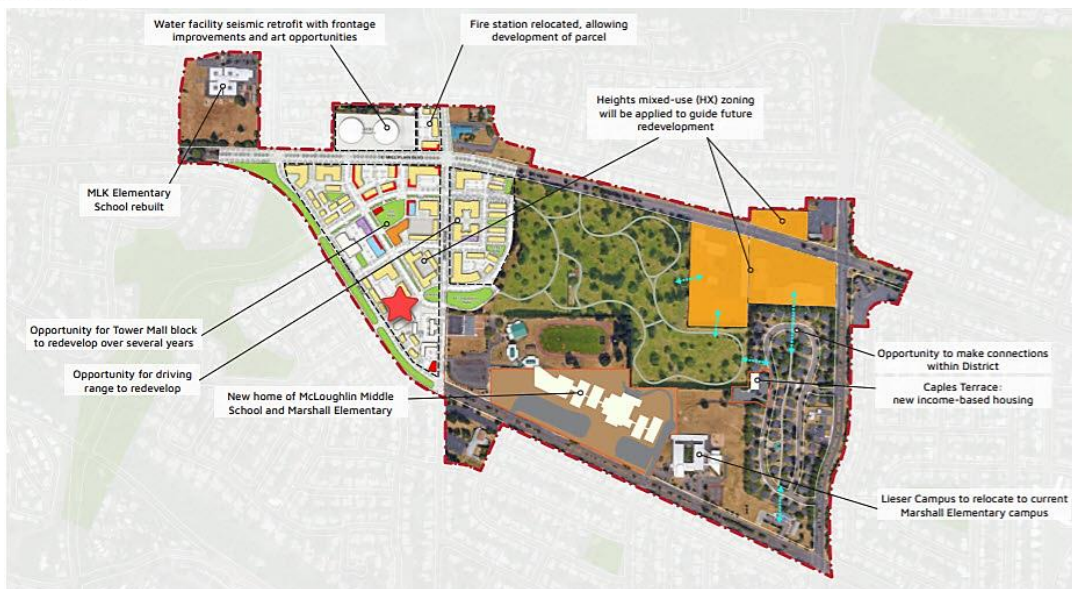 Water facility seismic retrofit with frontage
improvements and art opportunities
Fire station relocated, allowing
development of parcel
Heights mixed-use (HX) zoning
will be applied to guide future
redevelopment
MLK Elementary
School rebuilt
Opportunity for Tower Mall block
to redevelop over several years
Opportunity for driving
range to redevelop
New home of McLoughlin Middle
School and Marshall Elementary
Opportunity to make connections
within District
Caples Terrace:
new income-based housing
Lieser Campus to relocate to current
Marshall Elementary campus